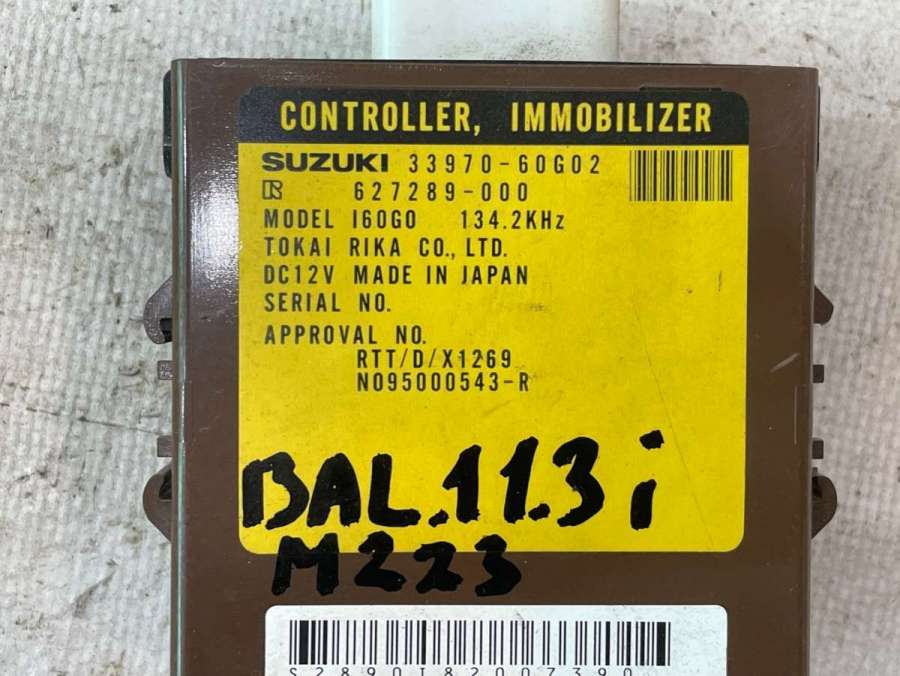 CONTROLLER, IMMOBILIZER
SUZUKI 33970-60G02
R 627289-000
MODEL I60G0 134.2KHz
TOKAI RIKA CO., LTD.
DC12V MADE IN JAPAN
SERIAL NO.
APPROVAL NO.
RTT/D/X1269
N095000543-R
BAL.11.3i
M223